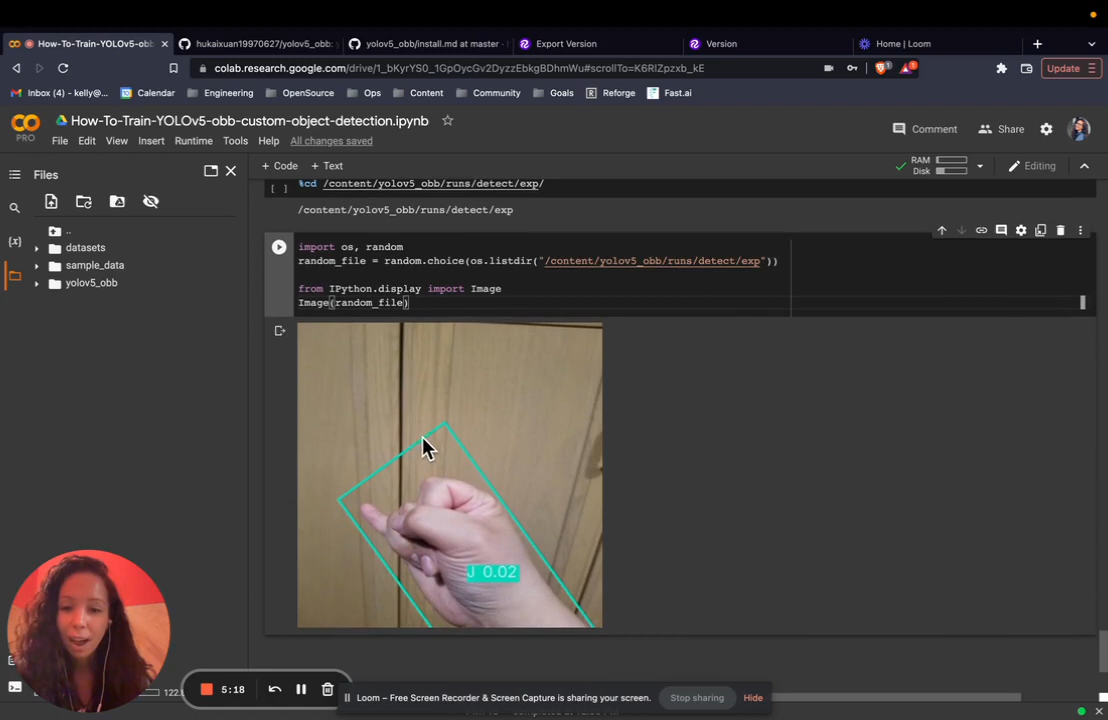 How-To-Train-YOLOv5-obb-
hukaixuan19970627/yolov5_obb:
yolov5_obb/install.md at master ·
Export Version
Version
Home | Loom
colab.research.google.com/drive/1_bKyrYS0_1GpOycGv2DyzzEbkgBDhmWu#scrollTo=K6RIZpzxb_kE
1
1
Update
Inbox (4) – kelly@...
Calendar
Engineering
OpenSource
Ops
Content
Community
Goals
Reforge
Fast.ai
PRO
How-To-Train-YOLOv5-obb-custom-object-detection.ipynb
Comment
Share
File Edit View Insert Runtime Tools Help All changes saved
Files
+ Code + Text
RAM
Disk
Editing
..
datasets
sample_data
yolov5_obb
{x}
[ ]
%cd /content/yolov5_obb/runs/detect/exp/
/content/yolov5_obb/runs/detect/exp
import os, random
random_file = random.choice(os.listdir("/content/yolov5_obb/runs/detect/exp"))
from IPython.display import Image
Image(random_file)
J 0.02
5:18
Loom – Free Screen Recorder & Screen Capture is sharing your screen.
Stop sharing
Hide